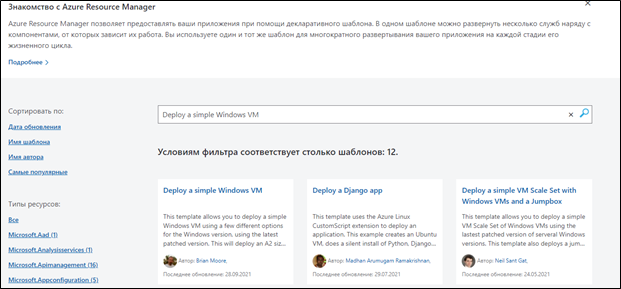 Знакомство с Azure Resource Manager
Azure Resource Manager позволяет предоставлять ваши приложения при помощи декларативного шаблона. В одном шаблоне можно развернуть несколько служб наряду с
компонентами, от которых зависит их работа. Вы используете один и тот же шаблон для многократного развертывания вашего приложения на каждой стадии его
жизненного цикла.
Подробнее >
Сортировать по:
Дата обновления
Имя шаблона
Имя автора
Самые популярные
Типы ресурсов:
Все
Microsoft.Aad (1)
Microsoft.Analysisservices (1)
Microsoft.Apimanagement (16)
Microsoft.Appconfiguration (5)
Deploy a simple Windows VM
Условиям фильтра соответствует столько шаблонов: 12.
Deploy a simple Windows VM
This template allows you to deploy a simple
Windows VM using a few different options
for the Windows version, using the latest
patched version. This will deploy an A2 siz...
Автор: Brian Moore,
Последнее обновление: 28.09.2021
Deploy a Django app
This template uses the Azure Linux
CustomScript extension to deploy an
application. This example creates an Ubuntu
VM, does a silent install of Python, Django...
Автор: Madhan Arumugam Ramakrishnan,
Последнее обновление: 29.07.2021
Deploy a simple VM Scale Set with
Windows VMs and a Jumpbox
This template allows you to deploy a simple
VM Scale Set of Windows VMs using the
lastest patched version of serveral Windows
versions. This template also deploys a jum...
Автор: Neil Sant Gat,
Последнее обновление: 24.05.2021